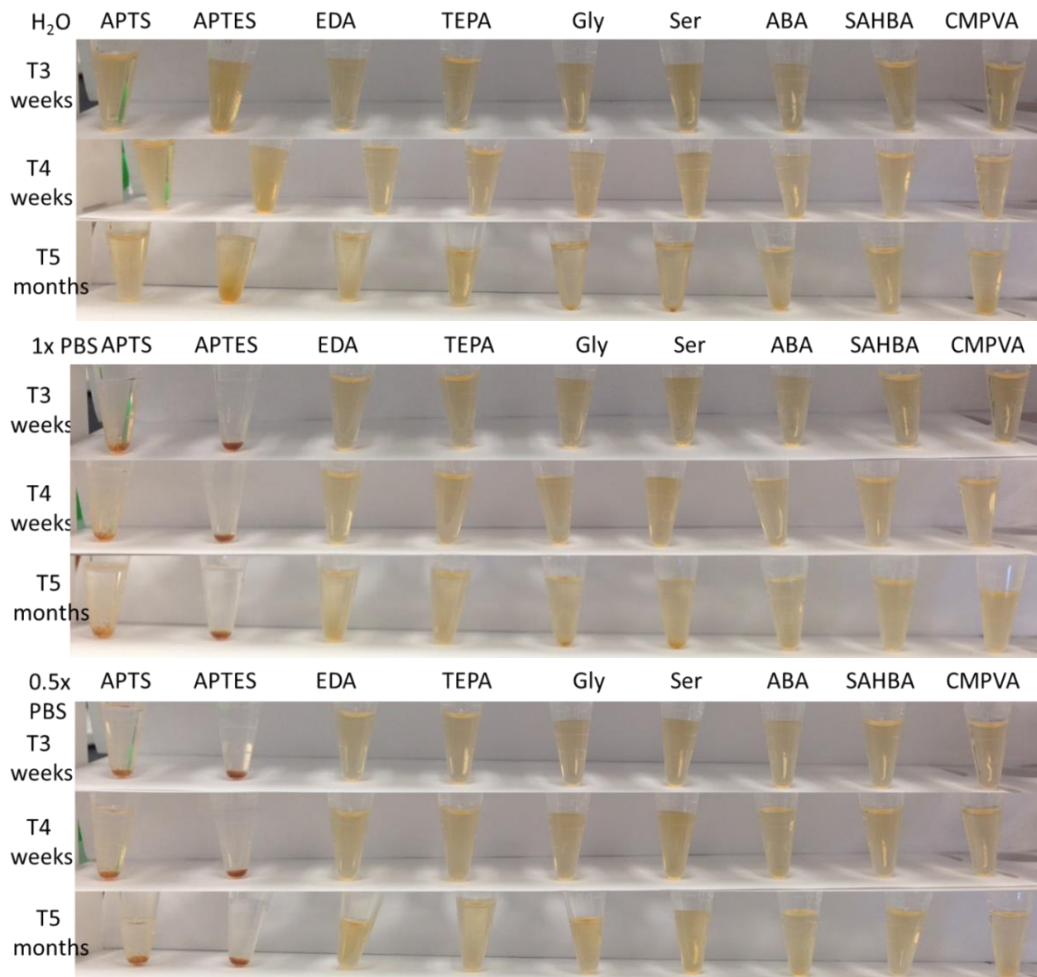 H₂O APTS APTES EDA TEPA Gly Ser ABA SAHBA CMPVA
T3
weeks
T4
weeks
T5
months
1x PBS APTS APTES EDA TEPA Gly Ser ABA SAHBA CMPVA
T3
weeks
T4
weeks
T5
months
0.5x APTS APTES EDA TEPA Gly Ser ABA SAHBA CMPVA
PBS
T3
weeks
T4
weeks
T5
months